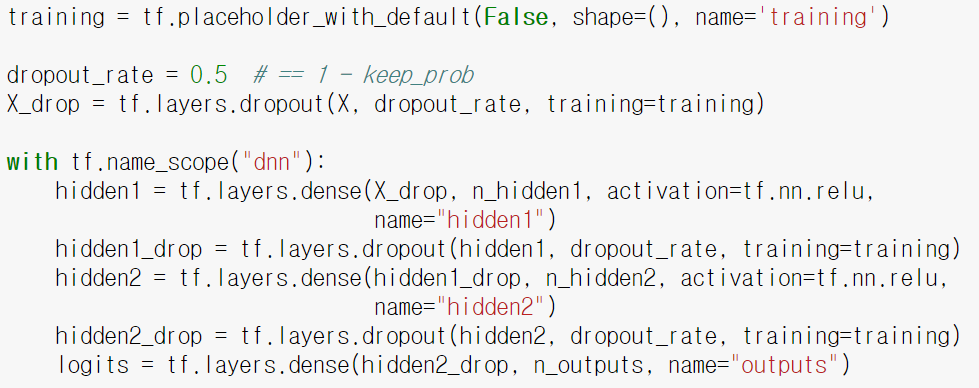 training = tf.placeholder_with_default(False, shape=(), name='training')
dropout_rate = 0.5  # == 1 - keep_prob
X_drop = tf.layers.dropout(X, dropout_rate, training=training)
with tf.name_scope("dnn"):
    hidden1 = tf.layers.dense(X_drop, n_hidden1, activation=tf.nn.relu,
                              name="hidden1")
    hidden1_drop = tf.layers.dropout(hidden1, dropout_rate, training=training)
    hidden2 = tf.layers.dense(hidden1_drop, n_hidden2, activation=tf.nn.relu,
                              name="hidden2")
    hidden2_drop = tf.layers.dropout(hidden2, dropout_rate, training=training)
    logits = tf.layers.dense(hidden2_drop, n_outputs, name="outputs")